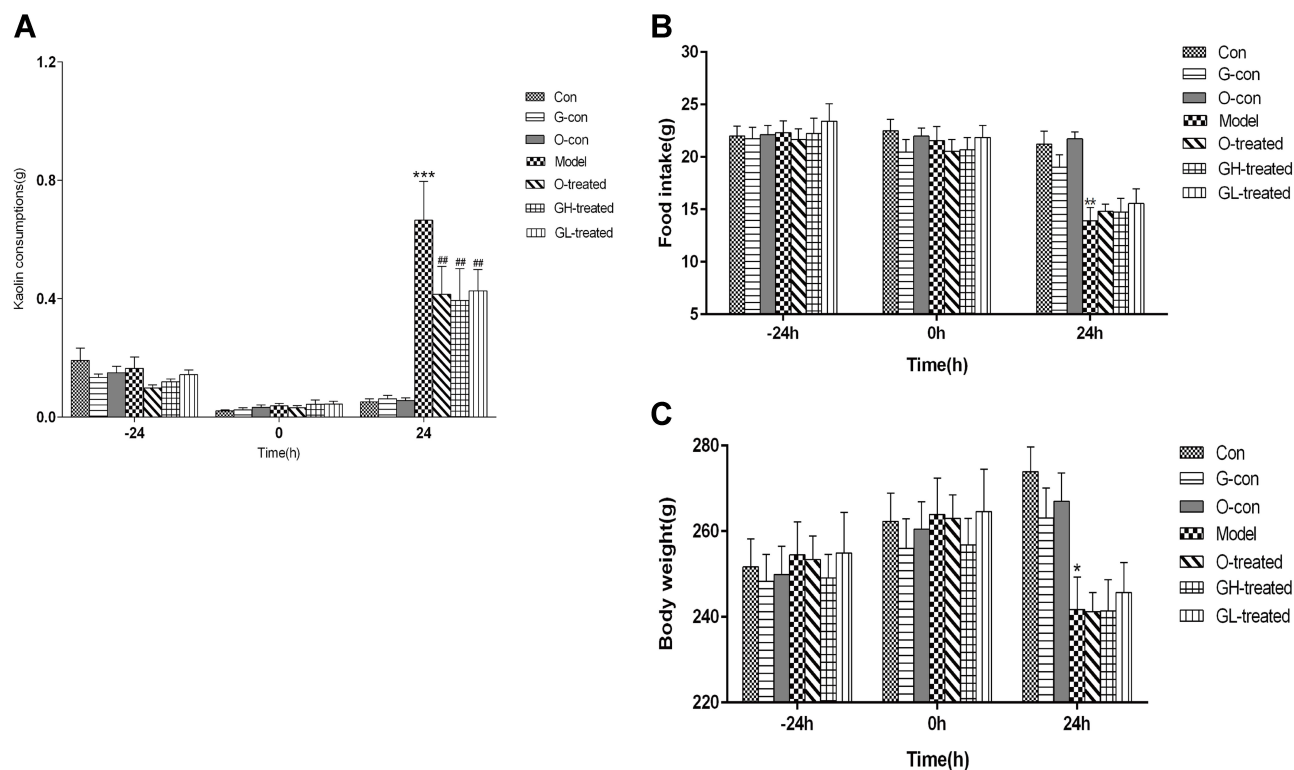 A
Kaolin consumptions(g)
1.2
0.8
0.4
0.0
***
##
##
##
-24
0
24
Time(h)
Con
G-con
O-con
Model
O-treated
GH-treated
GL-treated
B
Food intake(g)
30
25
20
15
10
5
**
-24h
0h
24h
Time(h)
Con
G-con
O-con
Model
O-treated
GH-treated
GL-treated
C
Body weight(g)
280
260
240
220
*
-24h
0h
24h
Time(h)
Con
G-con
O-con
Model
O-treated
GH-treated
GL-treated